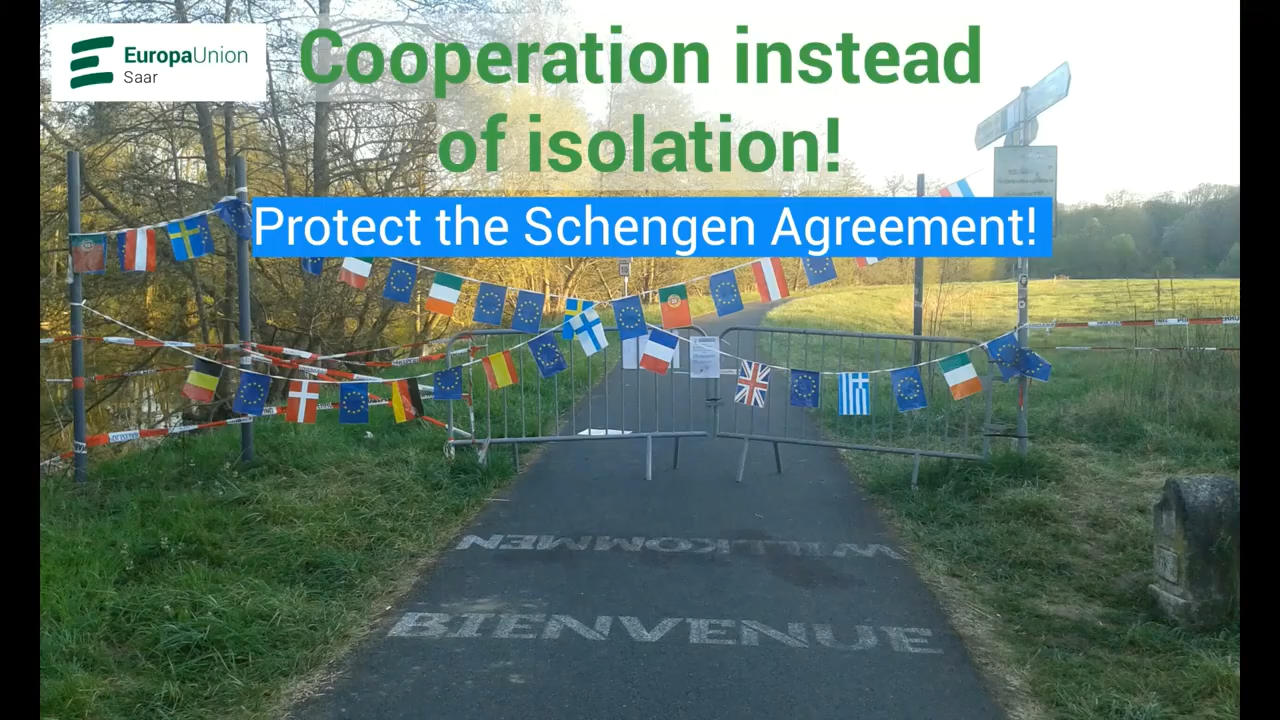 EuropaUnion
Saar
Cooperation instead
of isolation!
Protect the Schengen Agreement!
WILLKOMMEN
BIENVENUE